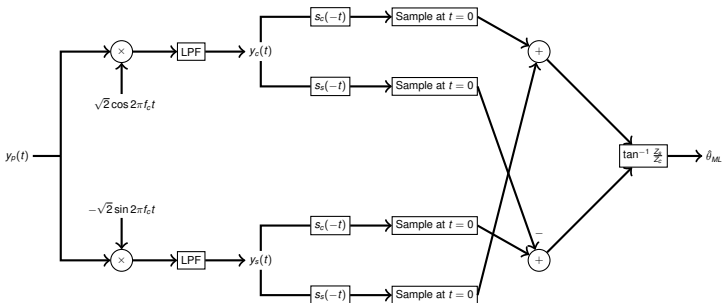 s_c(−t) Sample at t = 0
× LPF y_c(t) +
s_s(−t) Sample at t = 0
√2 cos 2πf_c t
y_p(t) tan⁻¹ Z_s/Z_c θ̂_ML
−√2 sin 2πf_c t
s_c(−t) Sample at t = 0
−
× LPF y_s(t) +
s_s(−t) Sample at t = 0